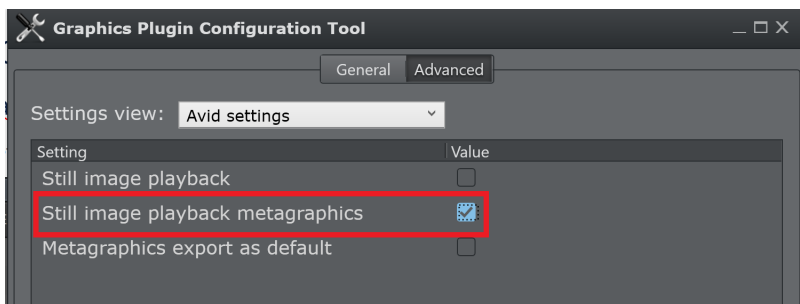 Graphics Plugin Configuration Tool
General Advanced
Settings view: Avid settings
Setting Value
Still image playback
Still image playback metagraphics
Metagraphics export as default